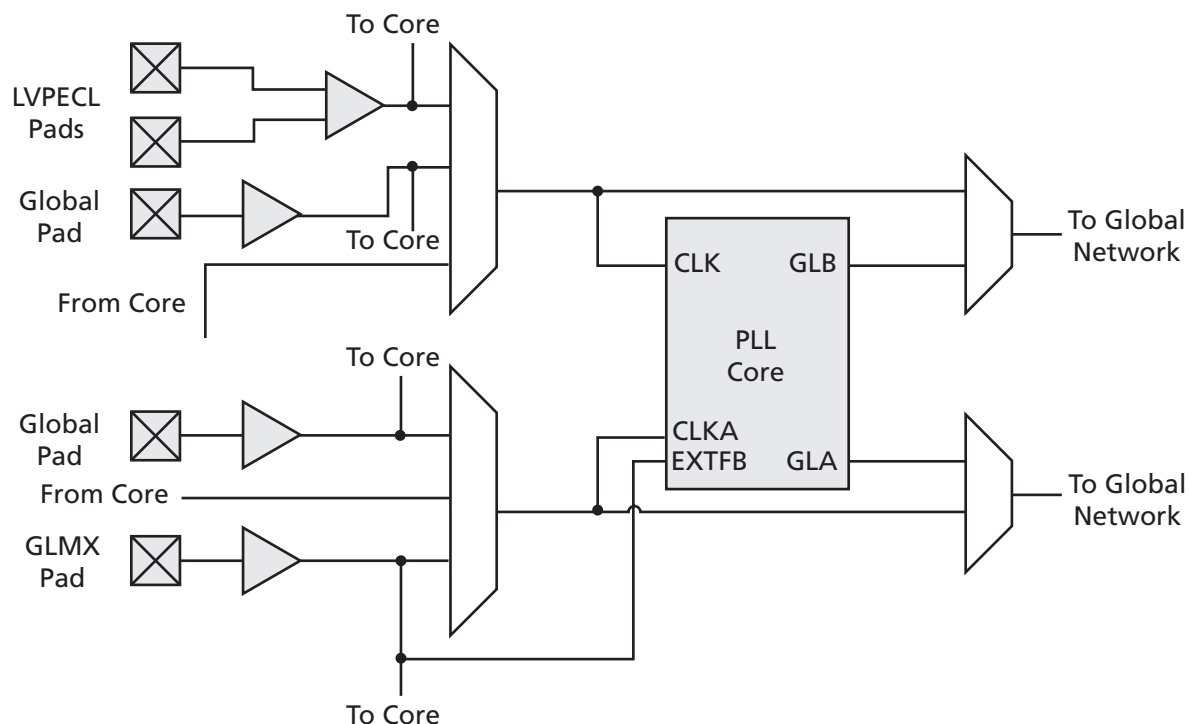 To Core
LVPECL
Pads
Global
Pad
To Core
From Core
To Global
Network
CLK
GLB
PLL
Core
CLKA
EXTFB
GLA
To Core
Global
Pad
From Core
GLMX
Pad
To Core
To Global
Network